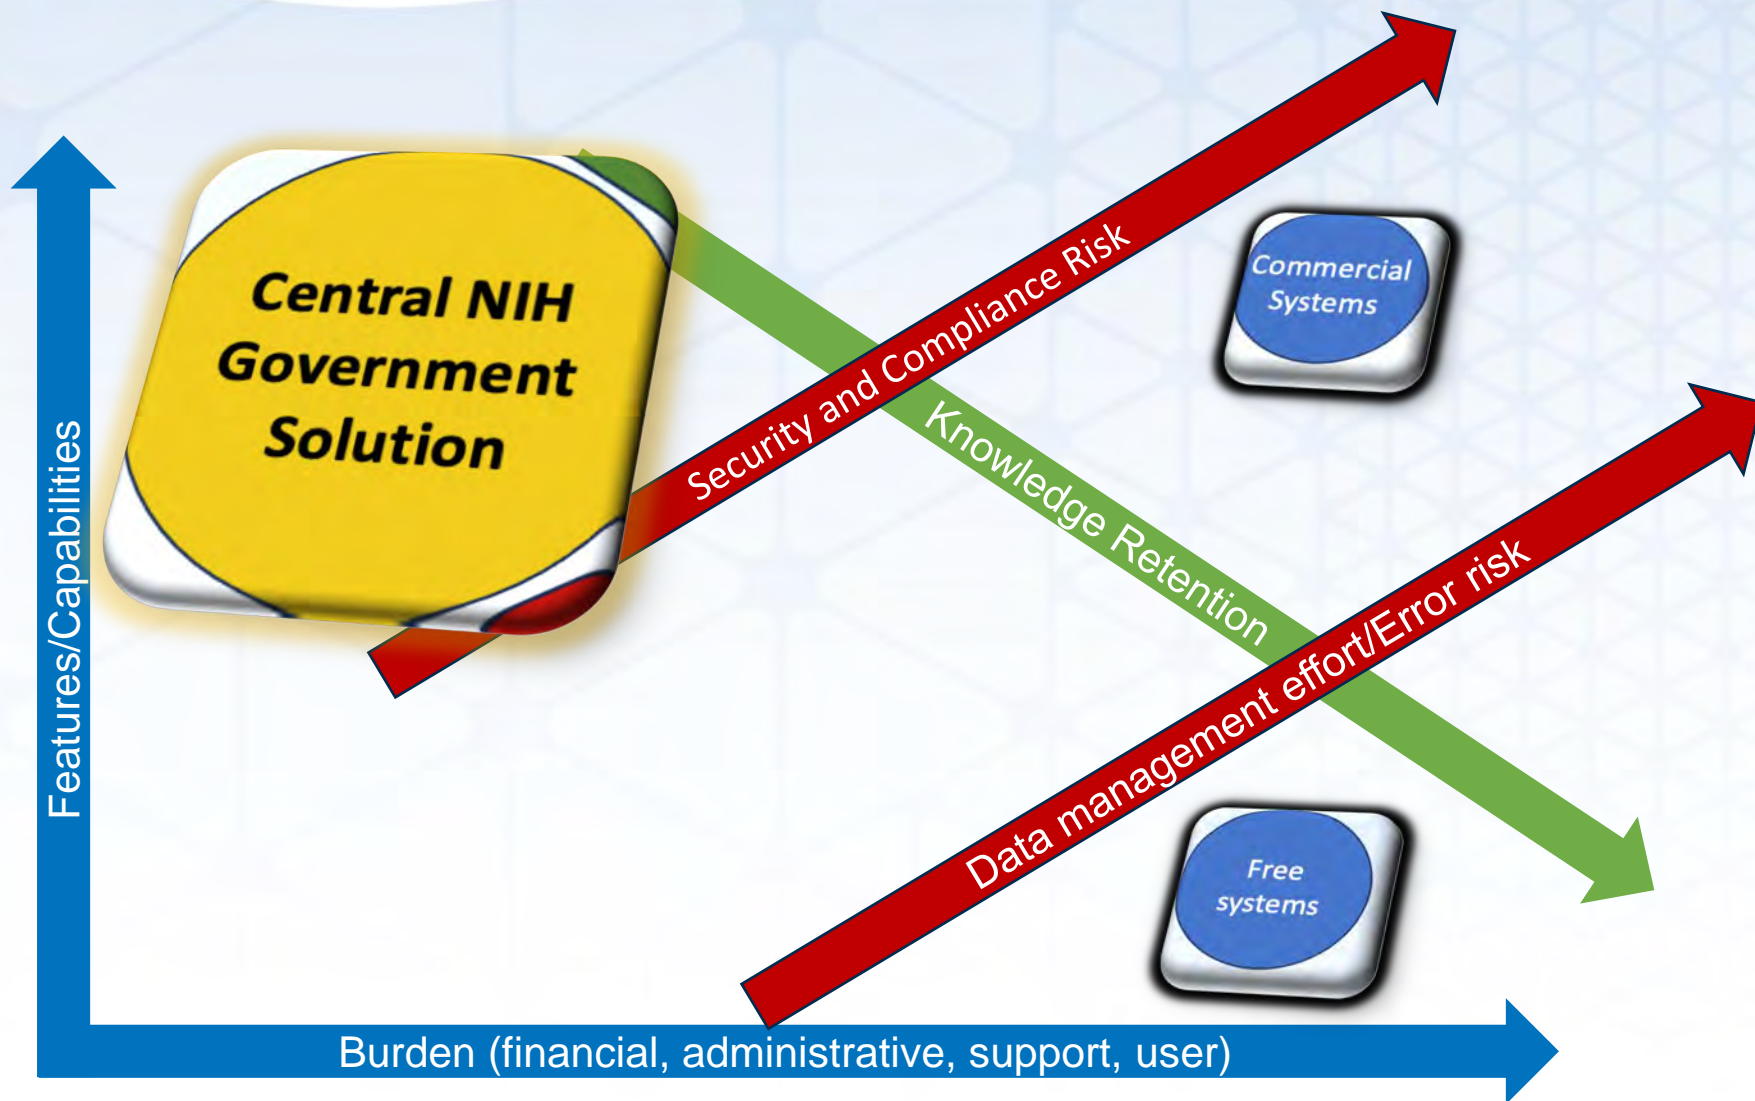 Central NIH
Government
Solution
Security and Compliance Risk
Commercial
Systems
Features/Capabilities
Knowledge Retention
Data management effort/Error risk
Free
systems
Burden (financial, administrative, support, user)